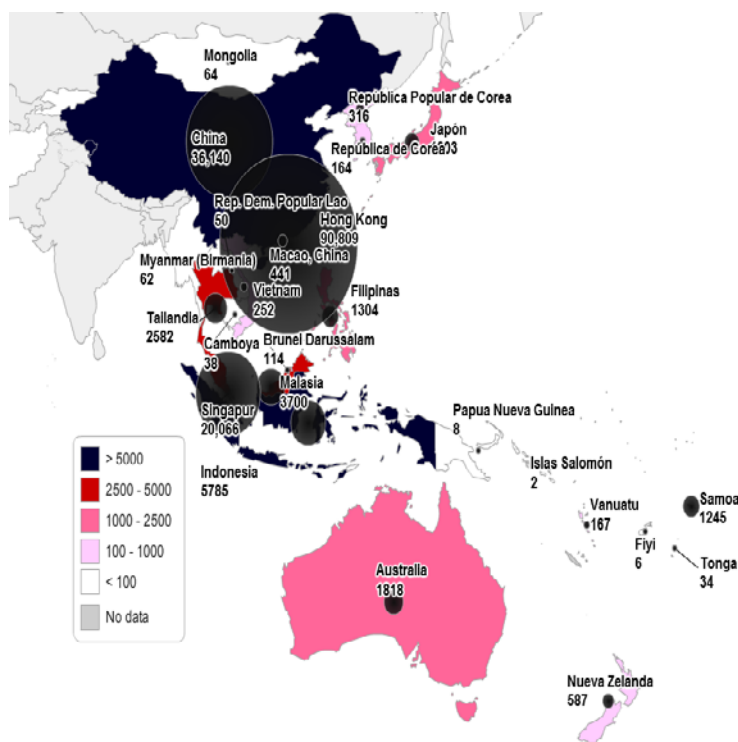 Mongolla
64
República Popular de Corea
316
China
36,140
Japón
República de Corea
164
Rep. Dem. Popular Lao
50
Hong Kong
90,809
Macao, China
441
Myanmar (Birmania)
62
Vietnam
252
Filipinas
1304
Tallandia
2582
Camboya
38
Brunel Darussalam
114
Malasia
3700
Singapur
20,066
Indonesia
5785
Papua Nueva Guinea
8
Islas Salomón
2
Vanuatu
167
Samoa
1245
Fiyi
6
Tonga
34
Australia
1818
Nueva Zelanda
587
> 5000
2500 - 5000
1000 - 2500
100 - 1000
< 100
No data